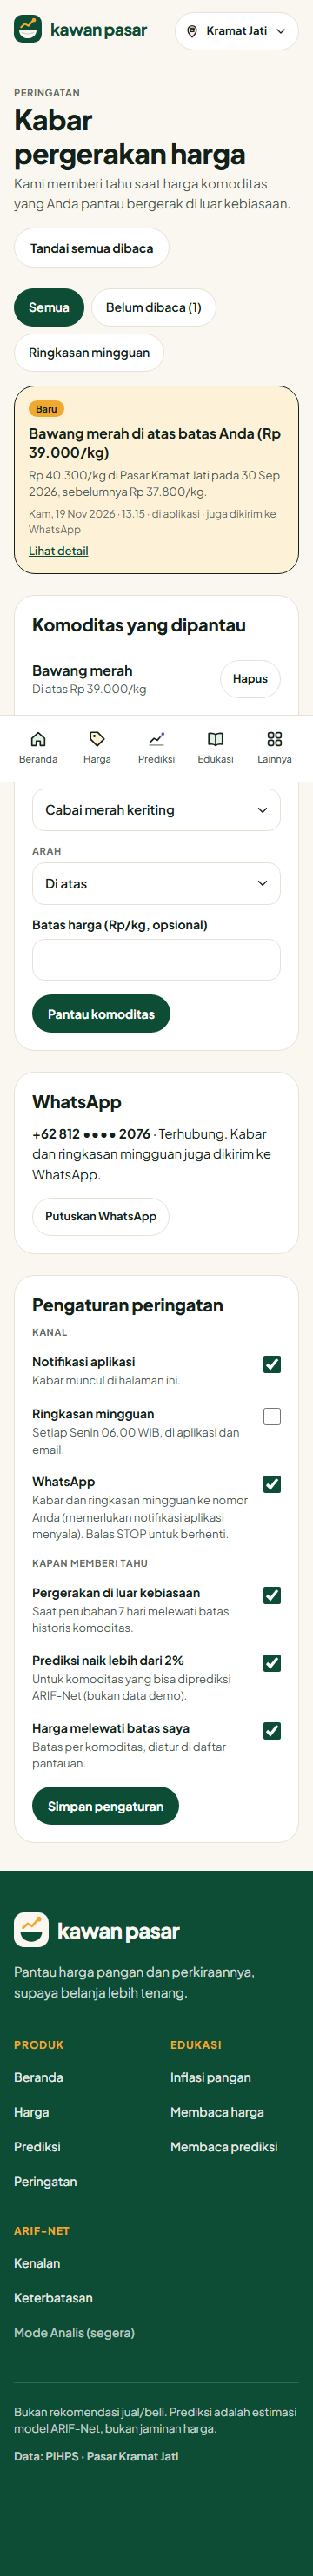 kawan pasar
Kramat Jati
PERINGATAN
Kabar
pergerakan harga
Kami memberi tahu saat harga komoditas
yang Anda pantau bergerak di luar kebiasaan.
Tandai semua dibaca
Semua
Belum dibaca (1)
Ringkasan mingguan
Baru
Bawang merah di atas batas Anda (Rp
39.000/kg)
Rp 40.300/kg di Pasar Kramat Jati pada 30 Sep
2026, sebelumnya Rp 37.800/kg.
Kam, 19 Nov 2026 · 13.15 · di aplikasi · juga dikirim ke
WhatsApp
Lihat detail
Komoditas yang dipantau
Bawang merah
Di atas Rp 39.000/kg
Hapus
Beranda
Harga
Prediksi
Edukasi
Lainnya
Cabai merah keriting
ARAH
Di atas
Batas harga (Rp/kg, opsional)
Pantau komoditas
WhatsApp
+62 812 •••• 2076 · Terhubung. Kabar
dan ringkasan mingguan juga dikirim ke
WhatsApp.
Putuskan WhatsApp
Pengaturan peringatan
KANAL
Notifikasi aplikasi
Kabar muncul di halaman ini.
Ringkasan mingguan
Setiap Senin 06.00 WIB, di aplikasi dan
email.
WhatsApp
Kabar dan ringkasan mingguan ke nomor
Anda (memerlukan notifikasi aplikasi
menyala). Balas STOP untuk berhenti.
KAPAN MEMBERI TAHU
Pergerakan di luar kebiasaan
Saat perubahan 7 hari melewati batas
historis komoditas.
Prediksi naik lebih dari 2%
Untuk komoditas yang bisa diprediksi
ARIF-Net (bukan data demo).
Harga melewati batas saya
Batas per komoditas, diatur di daftar
pantauan.
Simpan pengaturan
kawan pasar
Pantau harga pangan dan perkiraannya,
supaya belanja lebih tenang.
PRODUK
Beranda
Harga
Prediksi
Peringatan
EDUKASI
Inflasi pangan
Membaca harga
Membaca prediksi
ARIF-NET
Kenalan
Keterbatasan
Mode Analis (segera)
Bukan rekomendasi jual/beli. Prediksi adalah estimasi
model ARIF-Net, bukan jaminan harga.
Data: PIHPS · Pasar Kramat Jati